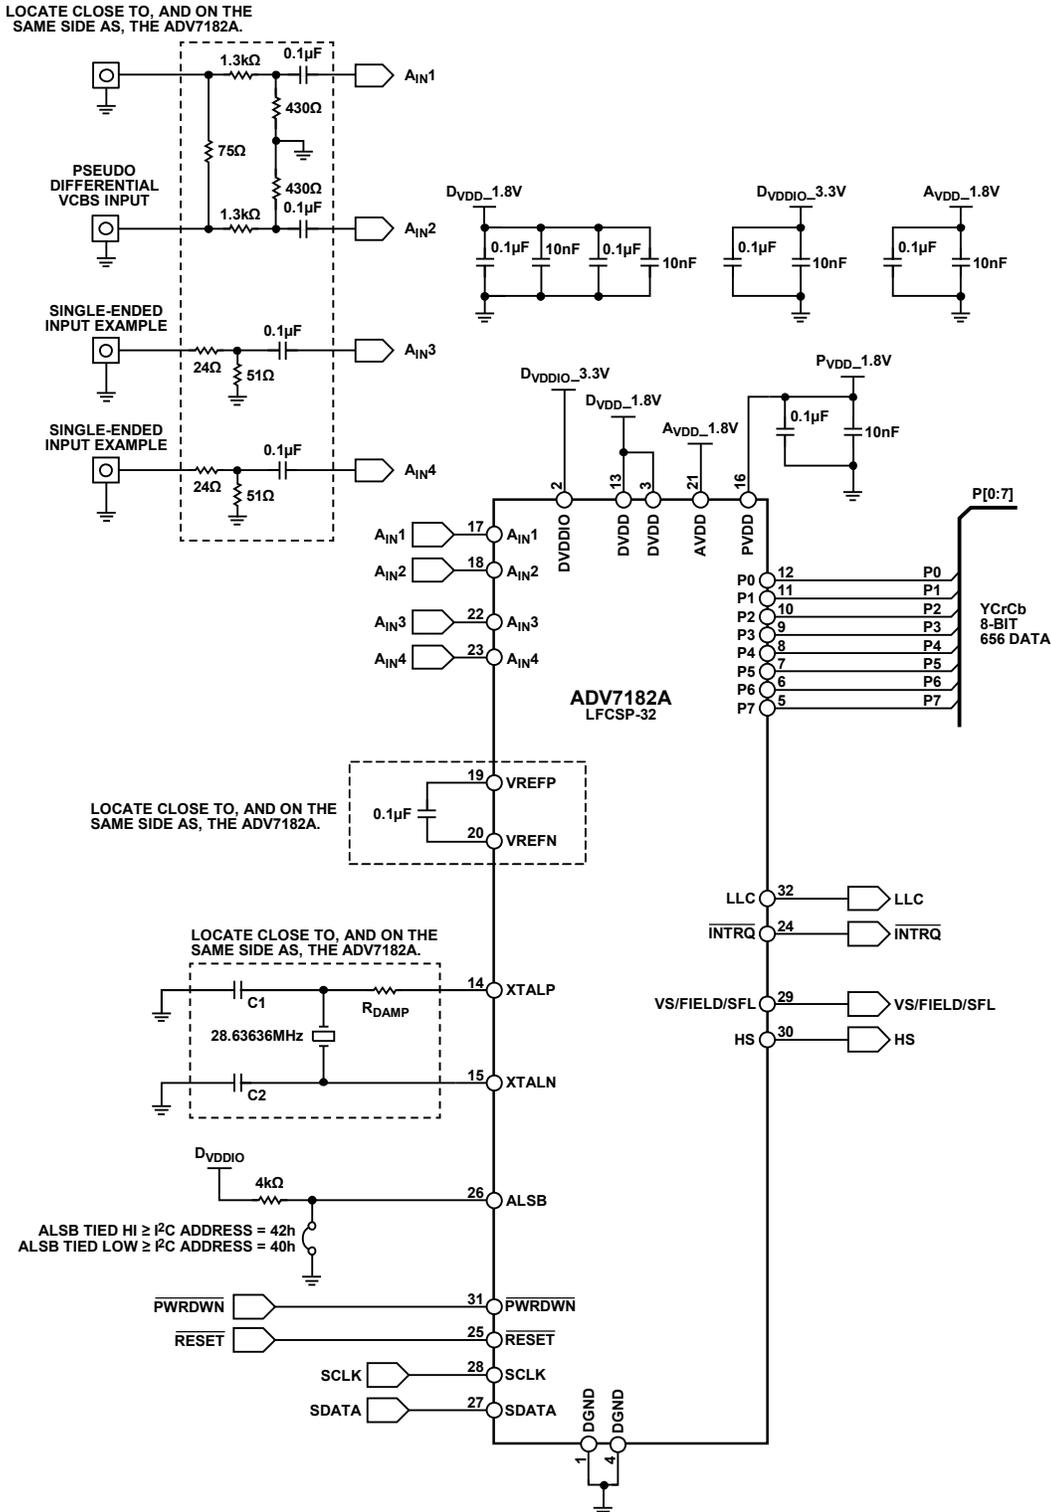 LOCATE CLOSE TO, AND ON THE
SAME SIDE AS, THE ADV7182A.
1.3kΩ
0.1µF
AIN1
430Ω
75Ω
PSEUDO
DIFFERENTIAL
VCBS INPUT
430Ω
1.3kΩ
0.1µF
AIN2
SINGLE-ENDED
INPUT EXAMPLE
0.1µF
AIN3
24Ω
51Ω
SINGLE-ENDED
INPUT EXAMPLE
0.1µF
AIN4
24Ω
51Ω
DVDD_1.8V
0.1µF
10nF
0.1µF
10nF
DVDDIO_3.3V
0.1µF
10nF
AVDD_1.8V
0.1µF
10nF
DVDDIO_3.3V
DVDD_1.8V
AVDD_1.8V
PVDD_1.8V
0.1µF
10nF
2
13
3
21
16
DVDDIO
DVDD
DVDD
AVDD
PVDD
AIN1
17
AIN1
AIN2
18
AIN2
AIN3
22
AIN3
AIN4
23
AIN4
P[0:7]
P0 12 P0
P1 11 P1
P2 10 P2
P3 9 P3
P4 8 P4
P5 7 P5
P6 6 P6
P7 5 P7
YCrCb
8-BIT
656 DATA
ADV7182A
LFCSP-32
LOCATE CLOSE TO, AND ON THE
SAME SIDE AS, THE ADV7182A.
0.1µF
19
VREFP
20
VREFN
LLC 32 LLC
INTRQ 24 INTRQ
VS/FIELD/SFL 29 VS/FIELD/SFL
HS 30 HS
LOCATE CLOSE TO, AND ON THE
SAME SIDE AS, THE ADV7182A.
C1
RDAMP
14
XTALP
28.63636MHz
C2
15
XTALN
DVDDIO
4kΩ
26
ALSB
ALSB TIED HI ≥ I2C ADDRESS = 42h
ALSB TIED LOW ≥ I2C ADDRESS = 40h
PWRDWN 31 PWRDWN
RESET 25 RESET
SCLK 28 SCLK
SDATA 27 SDATA
DGND
DGND
1
4